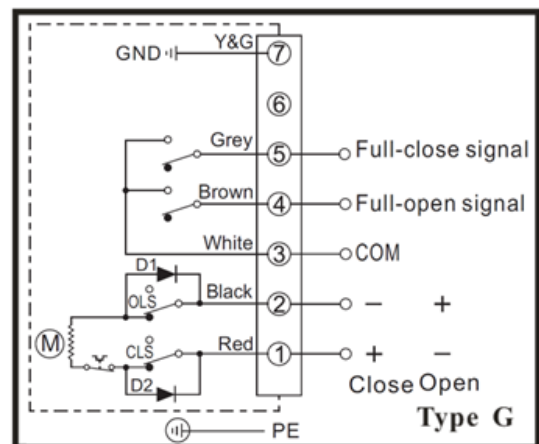 Y&G
GND ⑦
⑥
Grey ⑤ Full-close signal
Brown ④ Full-open signal
White ③ COM
D1
OLS Black ② − +
M
CLS Red ① + −
D2 Close Open
Type G
PE